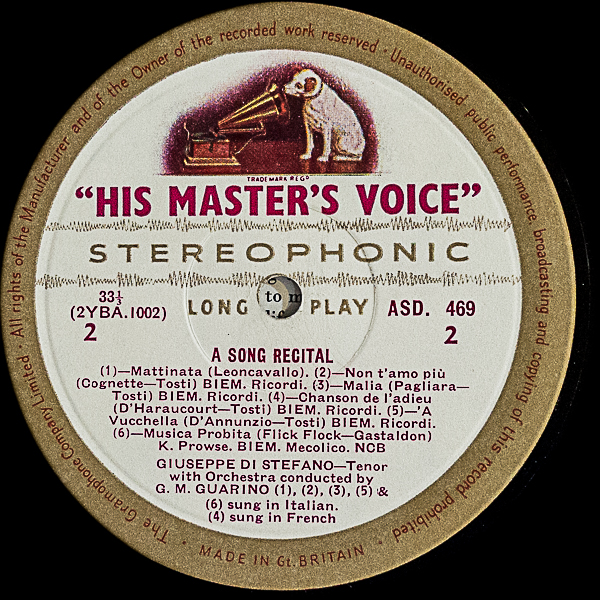 All rights of the Manufacturer and of the Owner of the recorded work reserved · Unauthorised public performance broadcasting and copying of this record prohibited
TRADE MARK REGD
"HIS MASTER'S VOICE"
STEREOPHONIC
33⅓
(2YBA.1002)
2
LONG PLAY
to m
ASD. 469
2
A SONG RECITAL
(1)—Mattinata (Leoncavallo). (2)—Non t'amo più
(Cognette—Tosti) BIEM. Ricordi. (3)—Malia (Pagliara—
Tosti) BIEM. Ricordi. (4)—Chanson de l'adieu
(D'Haraucourt—Tosti) BIEM. Ricordi. (5)—'A
Vucchella (D'Annunzio—Tosti) BIEM. Ricordi.
(6)—Musica Probita (Flick Flock—Gastaldon)
K. Prowse. BIEM. Mecolico. NCB
GIUSEPPE DI STEFANO—Tenor
with Orchestra conducted by
G. M. GUARINO (1), (2), (3), (5) &
(6) sung in Italian.
(4) sung in French
The Gramophone Company Limited ·
· MADE IN Gt. BRITAIN ·